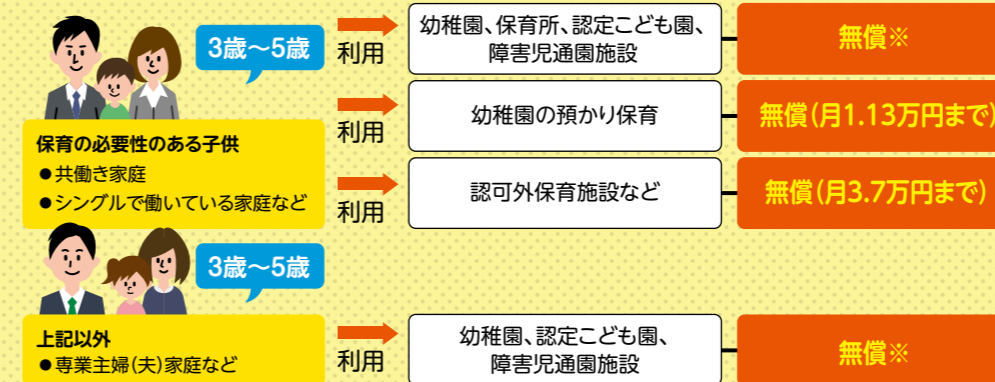 3歳～5歳
利用
幼稚園、保育所、認定こども園、
障害児通園施設
無償※
利用
幼稚園の預かり保育
無償(月1.13万円まで)
保育の必要性のある子供
●共働き家庭
●シングルで働いている家庭など
利用
認可外保育施設など
無償(月3.7万円まで)
3歳～5歳
上記以外
●専業主婦(夫)家庭など
利用
幼稚園、認定こども園、
障害児通園施設
無償※